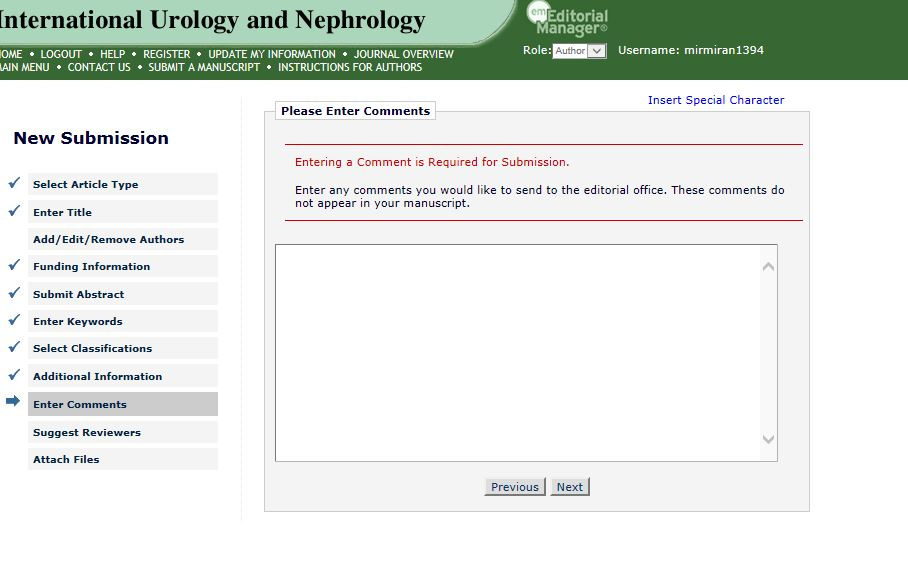 International Urology and Nephrology
em Editorial Manager®
HOME • LOGOUT • HELP • REGISTER • UPDATE MY INFORMATION • JOURNAL OVERVIEW
MAIN MENU • CONTACT US • SUBMIT A MANUSCRIPT • INSTRUCTIONS FOR AUTHORS
Role: Author Username: mirmiran1394
Insert Special Character
New Submission
Select Article Type
Enter Title
Add/Edit/Remove Authors
Funding Information
Submit Abstract
Enter Keywords
Select Classifications
Additional Information
Enter Comments
Suggest Reviewers
Attach Files
Please Enter Comments
Entering a Comment is Required for Submission.
Enter any comments you would like to send to the editorial office. These comments do
not appear in your manuscript.
Previous Next